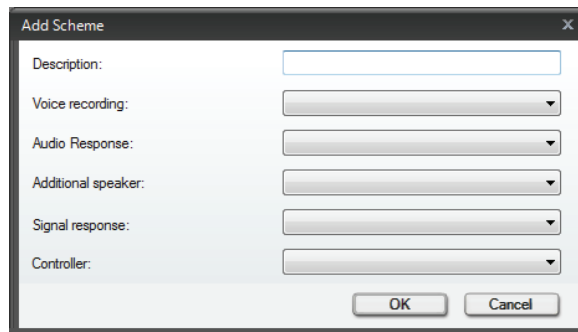 Add Scheme x
Description:
Voice recording:
Audio Response:
Additional speaker:
Signal response:
Controller:
OK Cancel